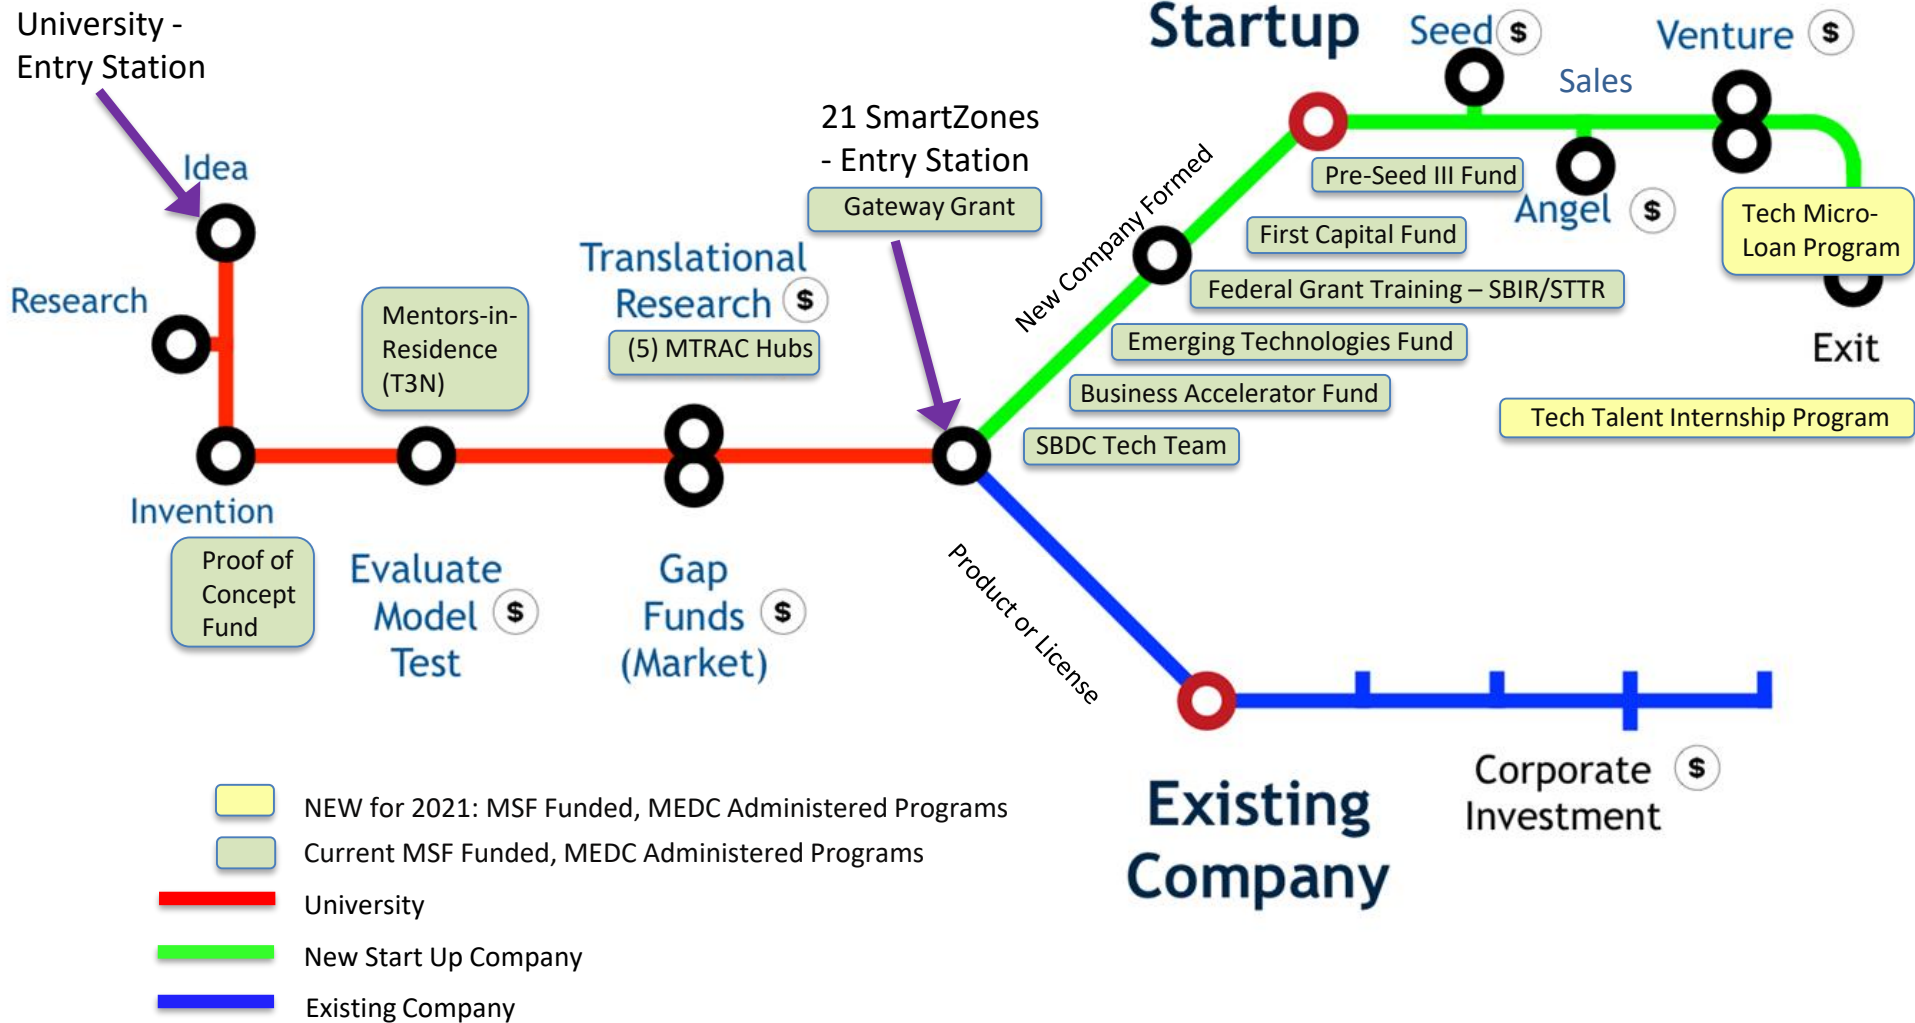 University -
Entry Station
Idea
Research
Invention
Proof of
Concept
Fund
Mentors-in-
Residence
(T3N)
Evaluate
Model $
Test
Translational
Research $
(5) MTRAC Hubs
Gap
Funds $
(Market)
21 SmartZones
- Entry Station
Gateway Grant
New Company Formed
Product or License
Startup
Seed $
Sales
Venture $
Angel $
Pre-Seed III Fund
First Capital Fund
Federal Grant Training – SBIR/STTR
Emerging Technologies Fund
Business Accelerator Fund
SBDC Tech Team
Tech Micro-
Loan Program
Exit
Tech Talent Internship Program
Existing
Company
Corporate $
Investment
NEW for 2021: MSF Funded, MEDC Administered Programs
Current MSF Funded, MEDC Administered Programs
University
New Start Up Company
Existing Company